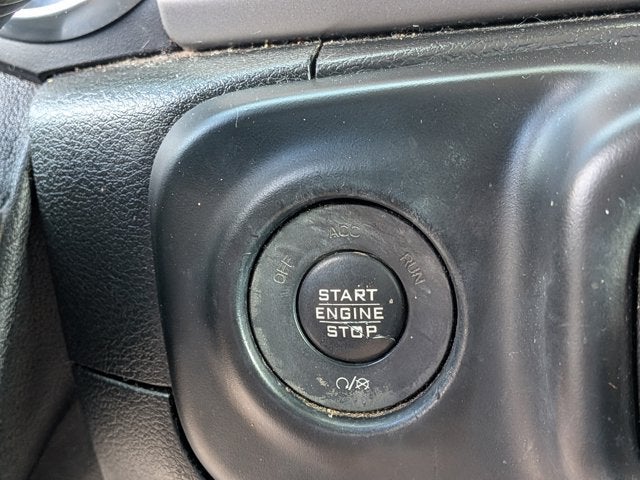 OFF ACC RUN
START
ENGINE
STOP